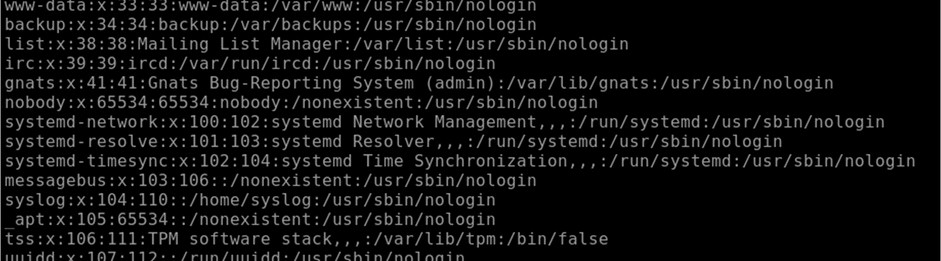 www-data:x:33:33:www-data:/var/www:/usr/sbin/nologin
backup:x:34:34:backup:/var/backups:/usr/sbin/nologin
list:x:38:38:Mailing List Manager:/var/list:/usr/sbin/nologin
irc:x:39:39:ircd:/var/run/ircd:/usr/sbin/nologin
gnats:x:41:41:Gnats Bug-Reporting System (admin):/var/lib/gnats:/usr/sbin/nologin
nobody:x:65534:65534:nobody:/nonexistent:/usr/sbin/nologin
systemd-network:x:100:102:systemd Network Management,,,:/run/systemd:/usr/sbin/nologin
systemd-resolve:x:101:103:systemd Resolver,,,:/run/systemd:/usr/sbin/nologin
systemd-timesync:x:102:104:systemd Time Synchronization,,,:/run/systemd:/usr/sbin/nologin
messagebus:x:103:106::/nonexistent:/usr/sbin/nologin
syslog:x:104:110::/home/syslog:/usr/sbin/nologin
_apt:x:105:65534::/nonexistent:/usr/sbin/nologin
tss:x:106:111:TPM software stack,,,:/var/lib/tpm:/bin/false
uuidd:x:107:112::/run/uuidd:/usr/sbin/nologin